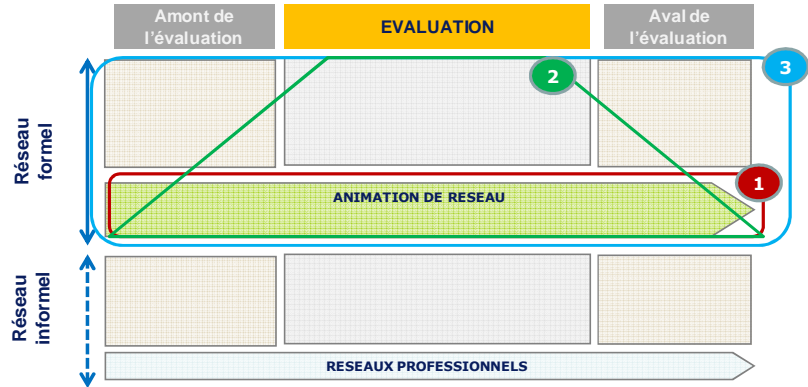 Amont de
l'évaluation
EVALUATION
Aval de
l'évaluation
3
2
Réseau
formel
1
ANIMATION DE RESEAU
Réseau
informel
RESEAUX PROFESSIONNELS